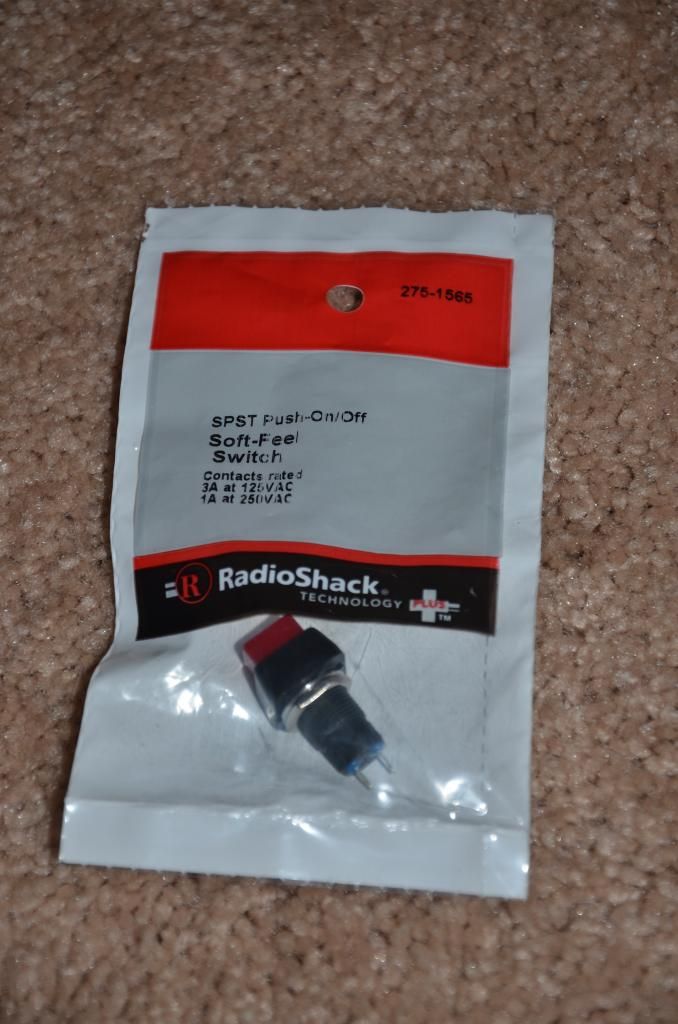 275-1565
SPST Push-On/Off
Soft-Feel
Switch
Contacts rated
3A at 125VAC
1A at 250VAC
R RadioShack®
TECHNOLOGY PLUS TM